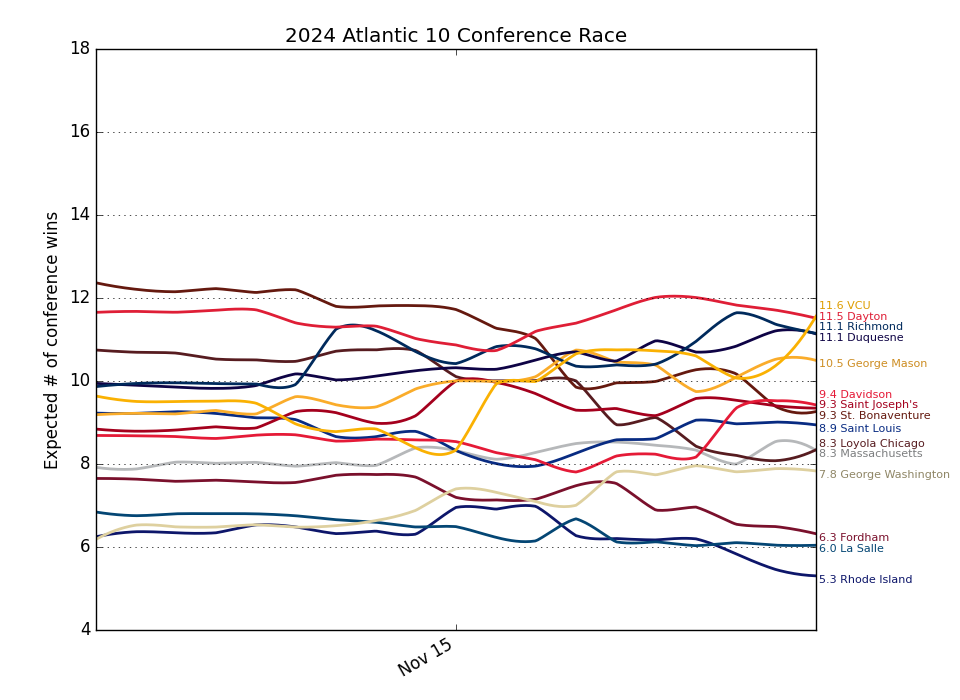 2024 Atlantic 10 Conference Race
Expected # of conference wins
18
16
14
12
10
8
6
4
Nov 15
11.6 VCU
11.5 Dayton
11.1 Richmond
11.1 Duquesne
10.5 George Mason
9.4 Davidson
9.3 Saint Joseph's
9.3 St. Bonaventure
8.9 Saint Louis
8.3 Loyola Chicago
8.3 Massachusetts
7.8 George Washington
6.3 Fordham
6.0 La Salle
5.3 Rhode Island